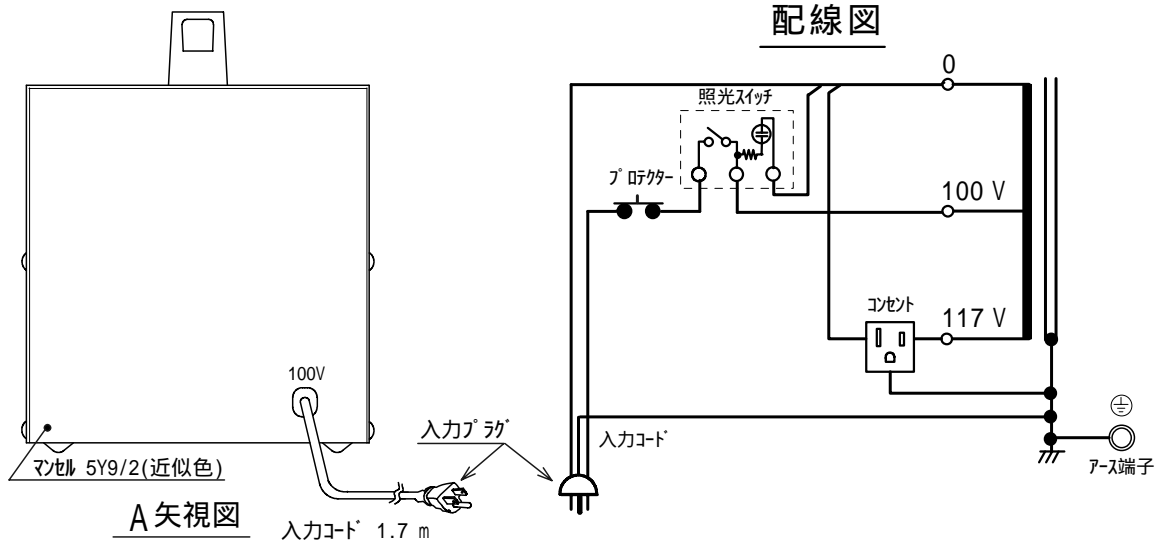 配線図
0
照光スイッチ
プロテクター
100 V
コンセント
117 V
100V
入力プラグ
入力コード
アース端子
マンセル 5Y9/2(近似色)
A 矢視図
入力コード 1.7 m